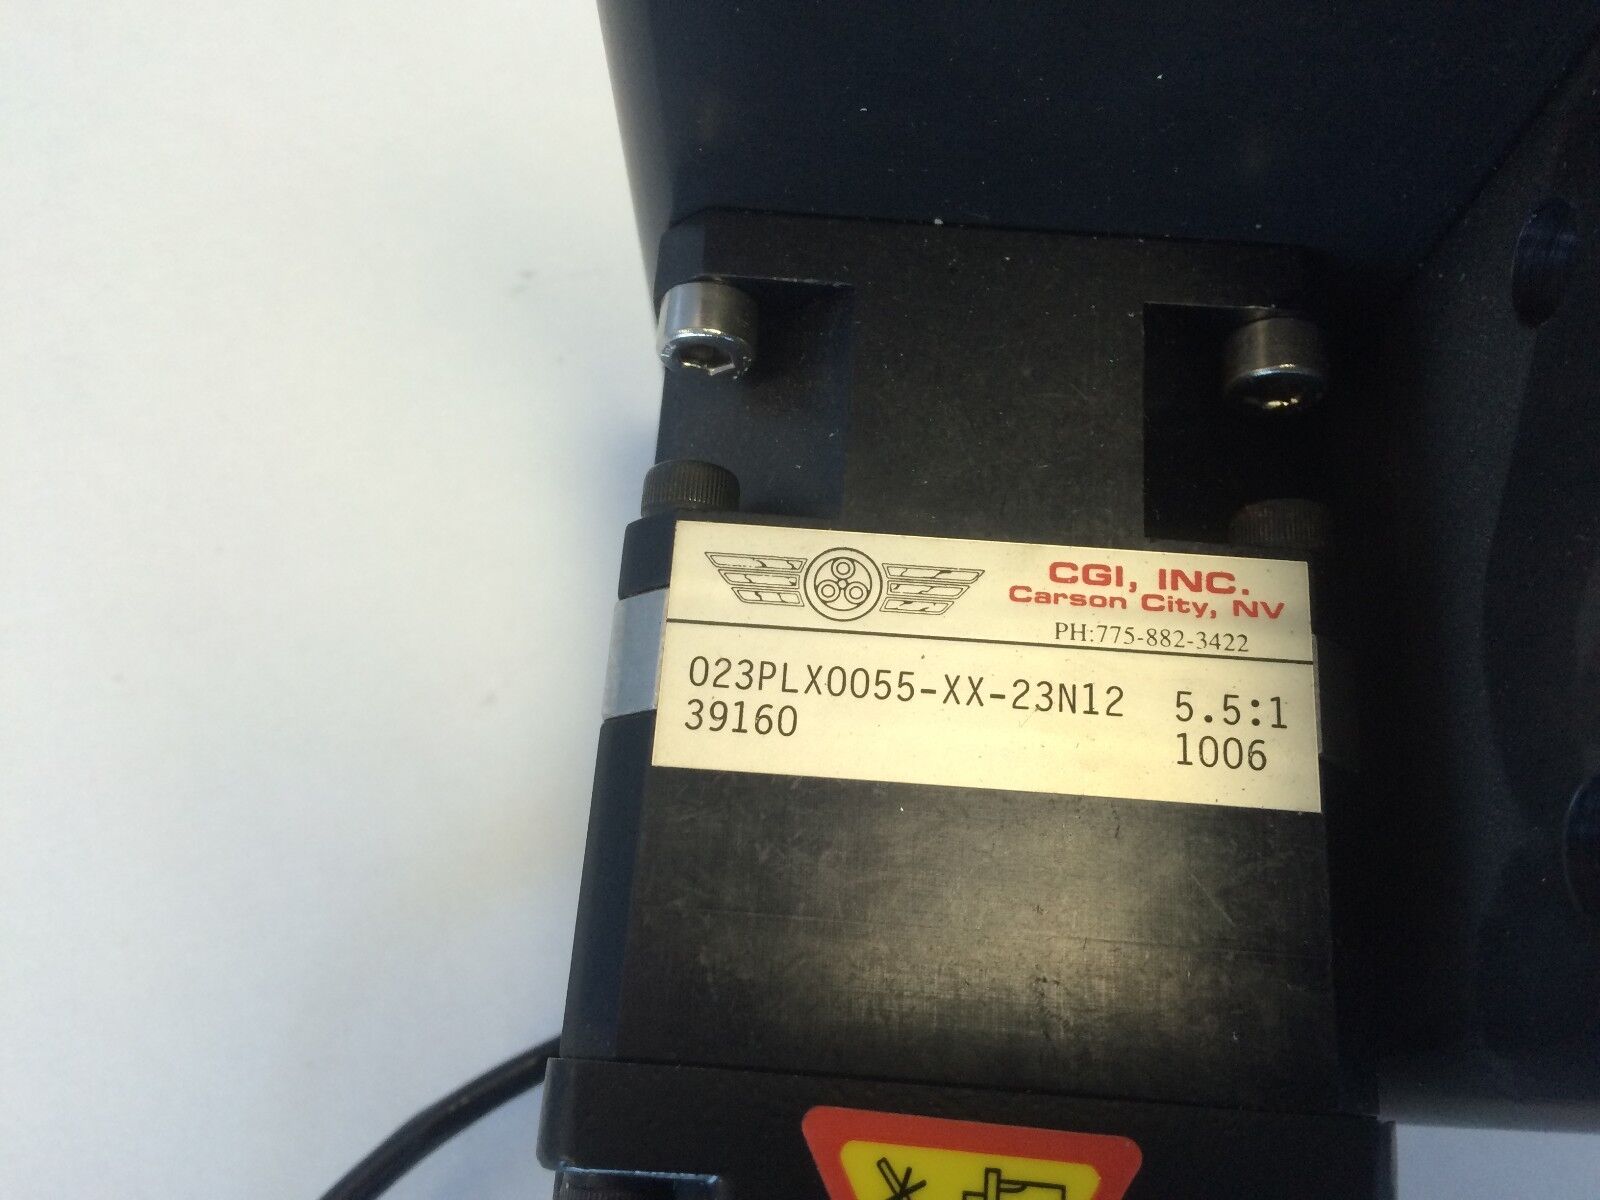 CGI, INC.
Carson City, NV
PH:775-882-3422
023PLX0055-XX-23N12 5.5:1
39160 1006